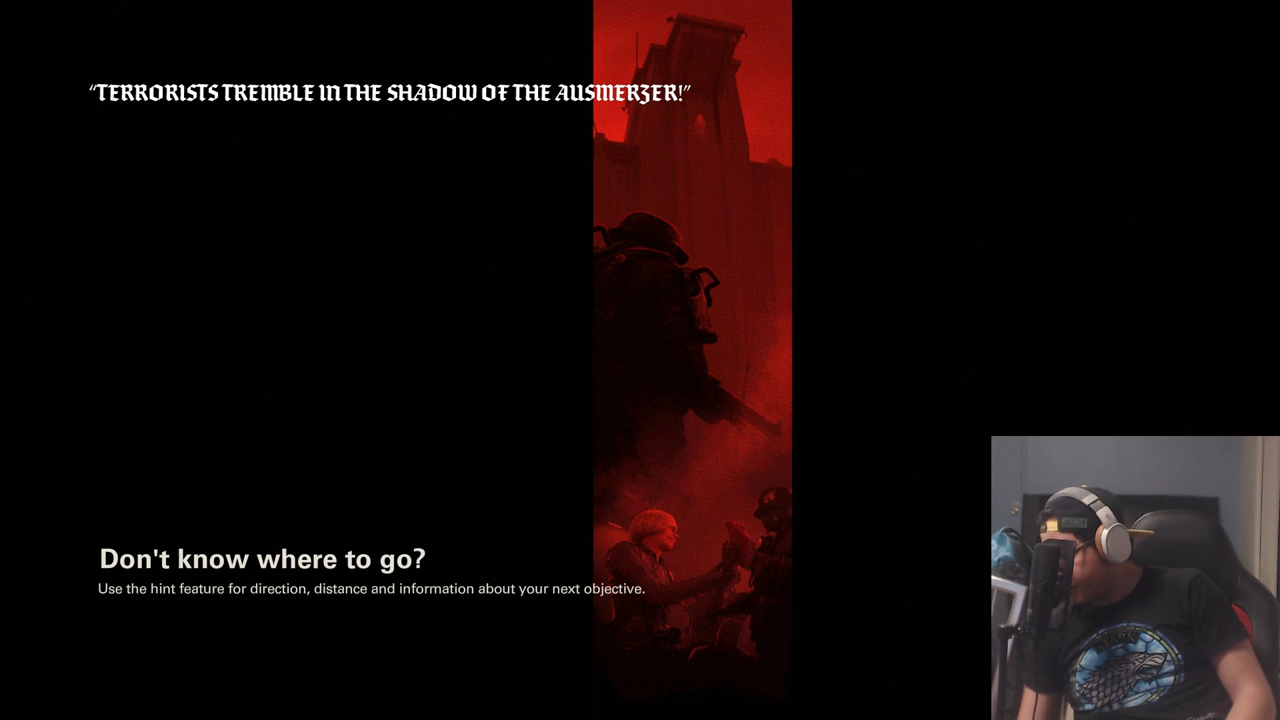 “TERRORISTS TREMBLE IN THE SHADOW OF THE AUSMERZER!”
Don't know where to go?
Use the hint feature for direction, distance and information about your next objective.